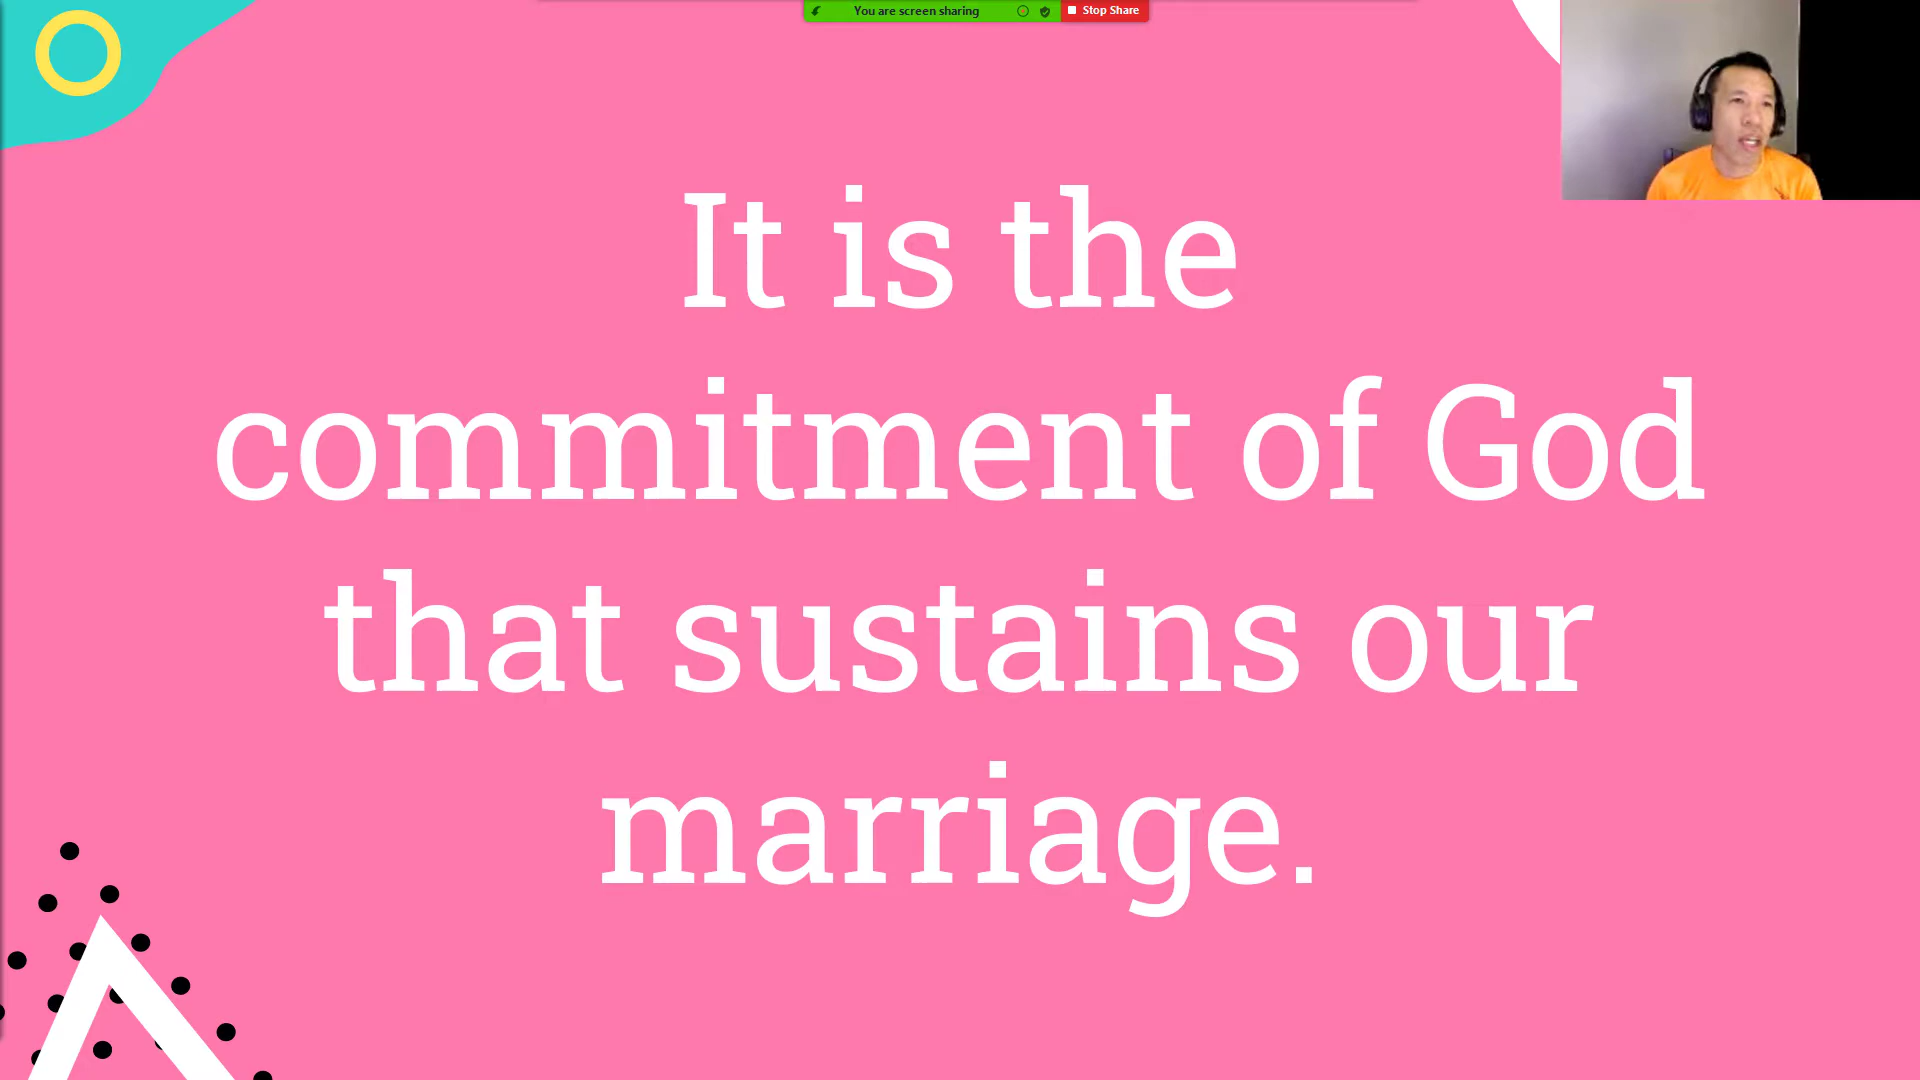 You are screen sharing
Stop Share
It is the
commitment of God
that sustains our
marriage.